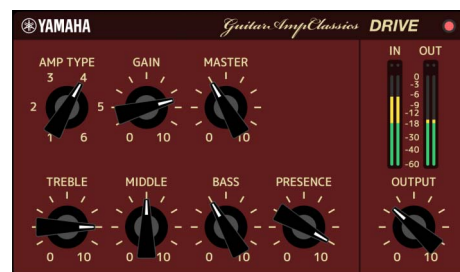 YAMAHA Guitar Amp Classics DRIVE
IN OUT
AMP TYPE GAIN MASTER
3 4
2 5
1 6 0 10 0 10
0
-3
-6
-9
-12
-18
-30
-40
-60
TREBLE MIDDLE BASS PRESENCE OUTPUT
0 10 0 10 0 10 0 10 0 10